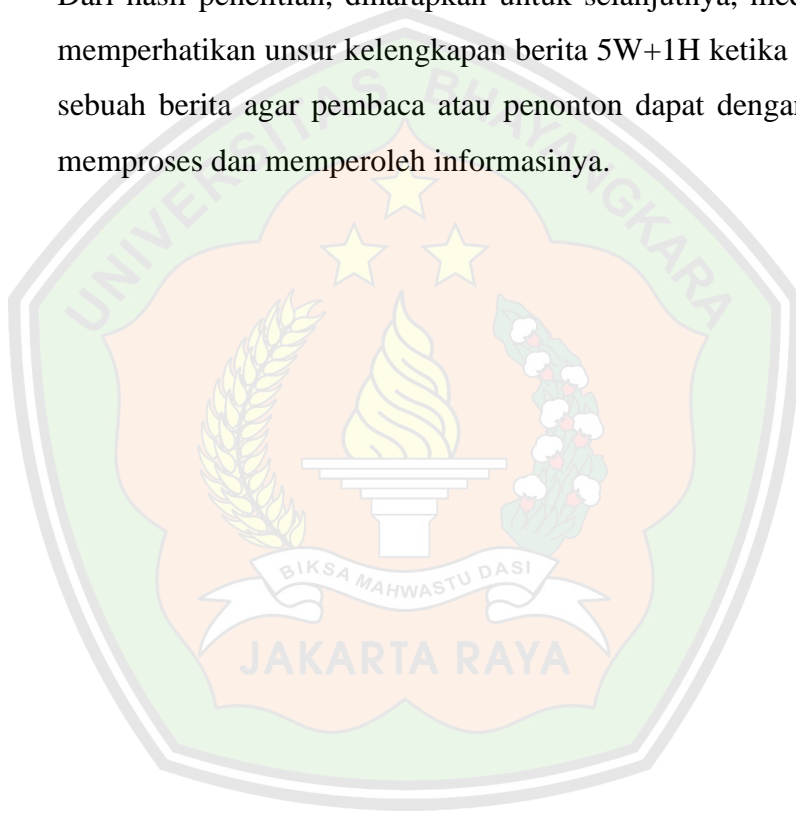 Dari hasil penelitian, diharapkan untuk selanjutnya,
memperhatikan unsur kelengkapan berita 5W+1H ketika
sebuah berita agar pembaca atau penonton dapat dengan
memproses dan memperoleh informasinya.
UNIVERSITAS BHAYANGKARA
BIKSA MAHWASTU DASI
JAKARTA RAYA